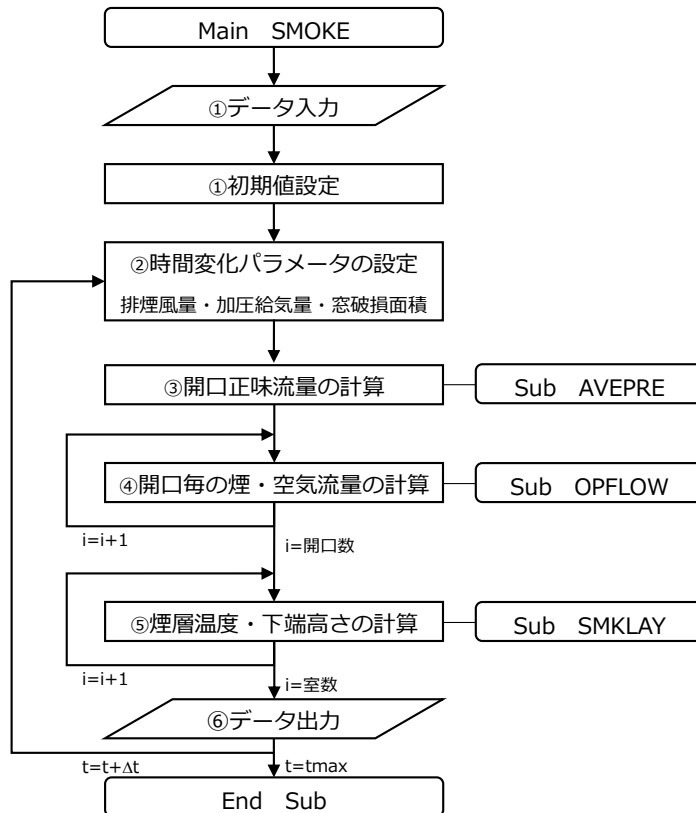 Main SMOKE
①データ入力
①初期値設定
②時間変化パラメータの設定
排煙風量・加圧給気量・窓破損面積
③開口正味流量の計算
Sub AVEPRE
④開口毎の煙・空気流量の計算
Sub OPFLOW
i=i+1
i=開口数
⑤煙層温度・下端高さの計算
Sub SMKLAY
i=i+1
i=室数
⑥データ出力
t=t+Δt
t=tmax
End Sub